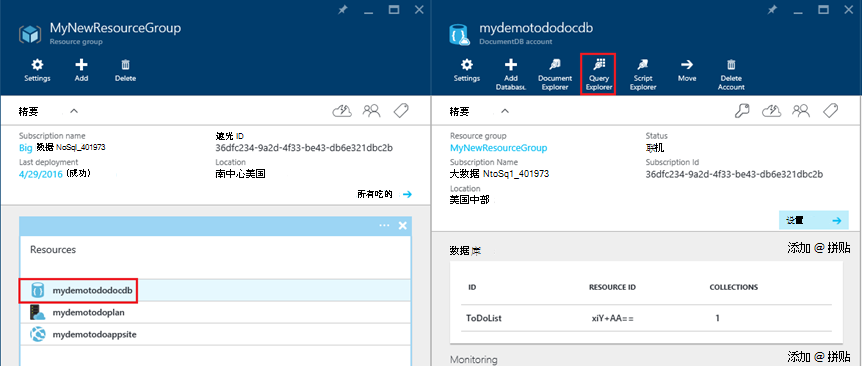 MyNewResourceGroup
Resource group
Settings
Add
Delete
精要
Subscription name
Big 数据 NoSql_401973
遮光 ID
36dfc234-9a2d-4f33-be43-db6e321dbc2b
Last deployment
4/29/2016 (成功)
Location
南中心美国
所有吃的
Resources
mydemotododocdb
mydemotodoplan
mydemotodoappsite
mydemotododocdb
DocumentDB account
Settings
Add Databas.
Document Explorer
Query Explorer
Script Explorer
Move
Delete Account
精要
Resource group
MyNewResourceGroup
Status
联机
Subscription Name
大数据 NtoSq1_401973
Subscription Id
36dfc234-9a2d-4f33-be43-db6e321dbc2b
Location
美国中部
设置
数据库
添加 @ 拼贴
ID RESOURCE ID COLLECTIONS
ToDoList xiY+AA== 1
Monitoring
添加 @ 拼贴